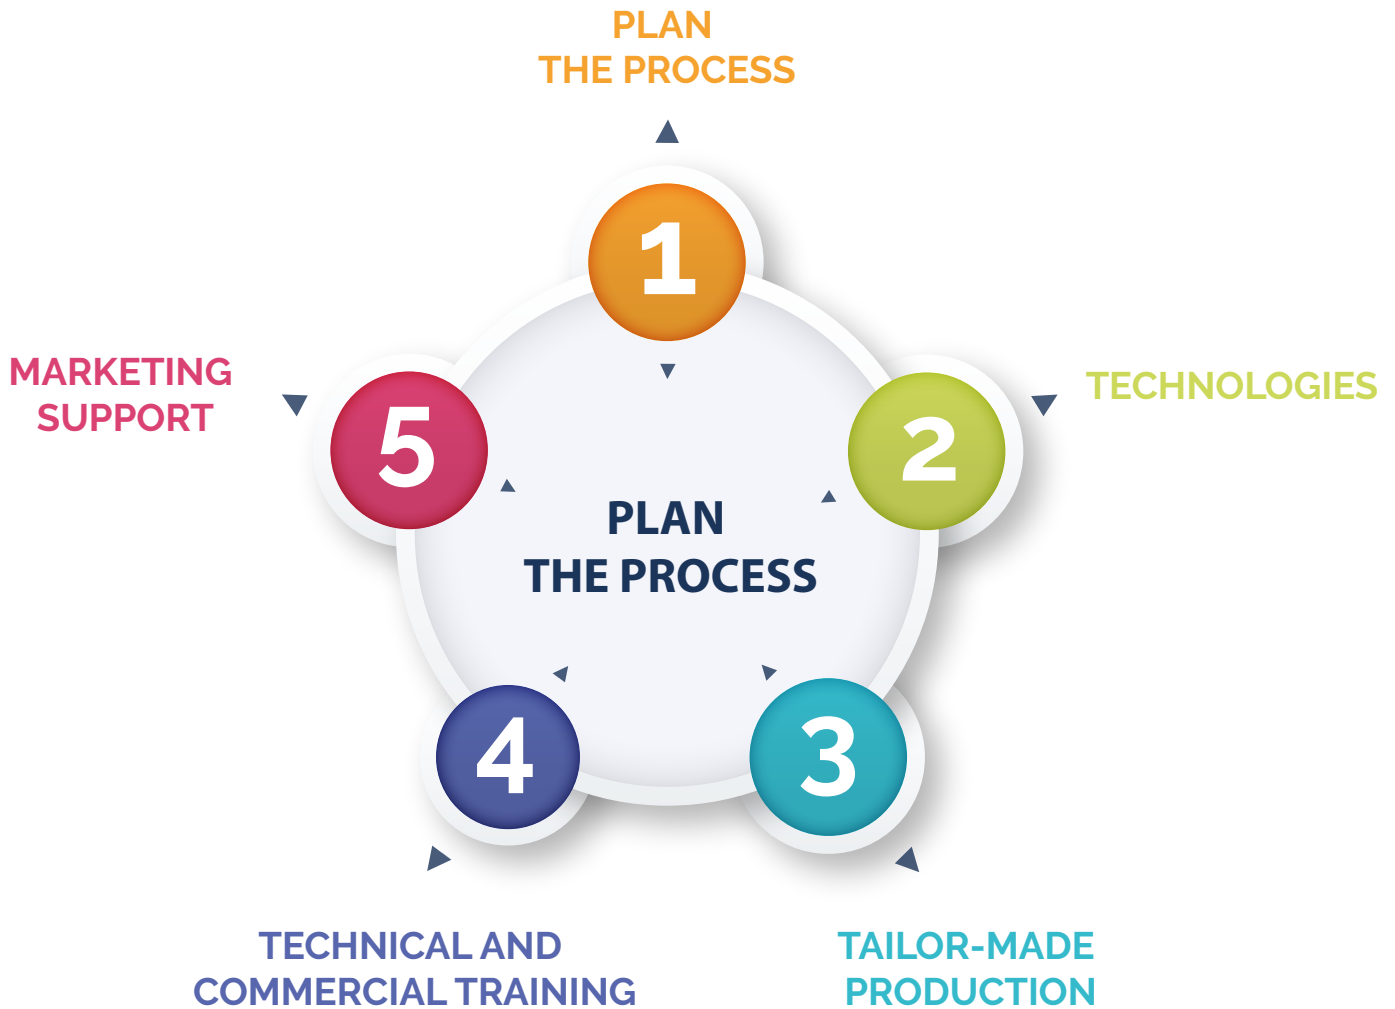 PLAN
THE PROCESS
1
MARKETING
SUPPORT
5
2
TECHNOLOGIES
PLAN
THE PROCESS
4
3
TECHNICAL AND
COMMERCIAL TRAINING
TAILOR-MADE
PRODUCTION